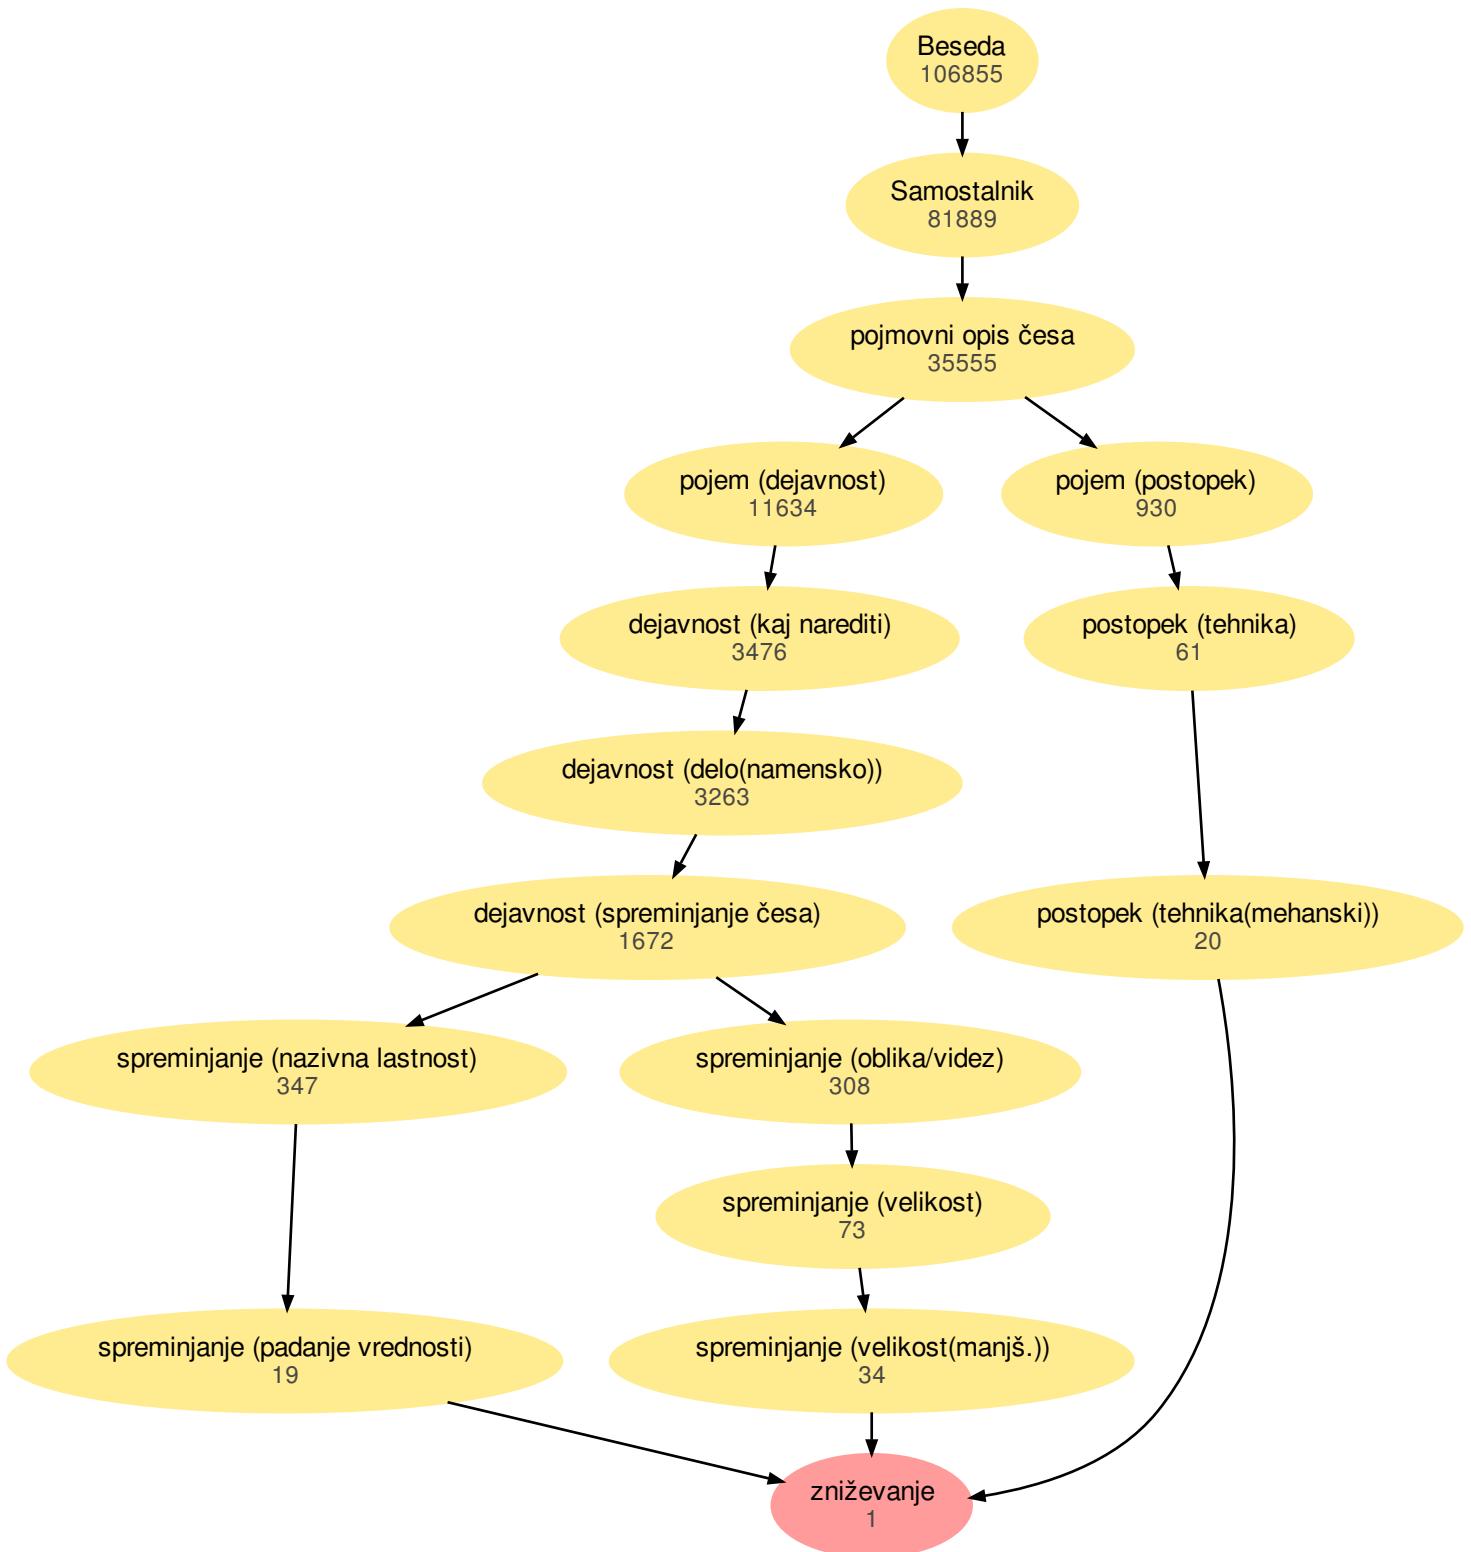 Beseda
106855
Samostalnik
81889
pojmovni opis česa
35555
pojem (dejavnost)
11634
pojem (postopek)
930
dejavnost (kaj narediti)
3476
postopek (tehnika)
61
dejavnost (delo(namensko))
3263
dejavnost (spreminjanje česa)
1672
postopek (tehnika(mehanski))
20
spreminjanje (nazivna lastnost)
347
spreminjanje (oblika/videz)
308
spreminjanje (velikost)
73
spreminjanje (padanje vrednosti)
19
spreminjanje (velikost(manjš.))
34
zniževanje
1